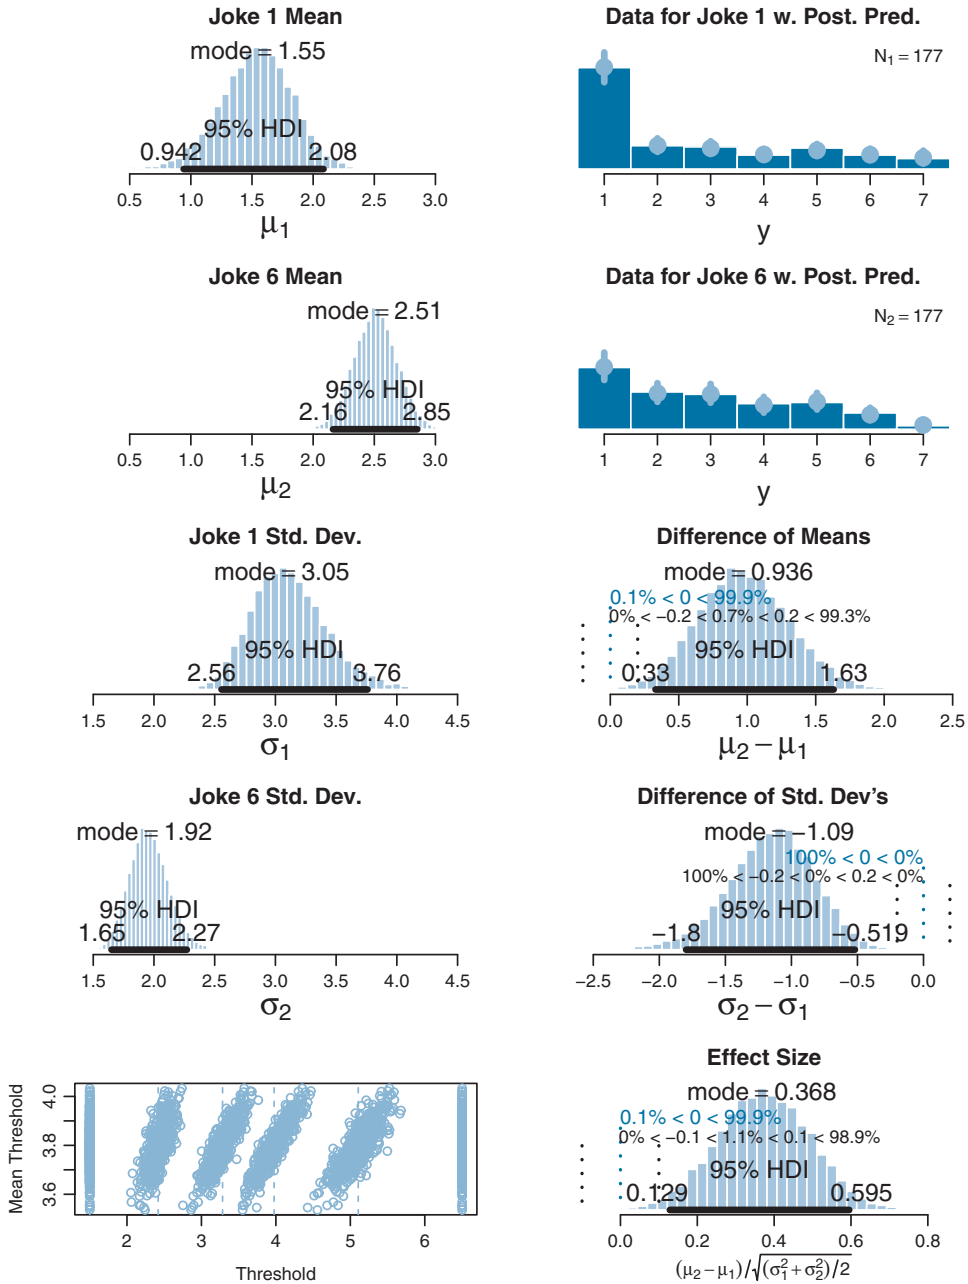 Joke 1 Mean
mode = 1.55
95% HDI
0.942 2.08
0.5 1.0 1.5 2.0 2.5 3.0
μ1
Data for Joke 1 w. Post. Pred.
N1 = 177
1 2 3 4 5 6 7
y
Joke 6 Mean
mode = 2.51
95% HDI
2.16 2.85
0.5 1.0 1.5 2.0 2.5 3.0
μ2
Data for Joke 6 w. Post. Pred.
N2 = 177
1 2 3 4 5 6 7
y
Joke 1 Std. Dev.
mode = 3.05
95% HDI
2.56 3.76
1.5 2.0 2.5 3.0 3.5 4.0 4.5
σ1
Difference of Means
mode = 0.936
0.1% < 0 < 99.9%
0% < −0.2 < 0.7% < 0.2 < 99.3%
95% HDI
0.33 1.63
0.0 0.5 1.0 1.5 2.0 2.5
μ2 − μ1
Joke 6 Std. Dev.
mode = 1.92
95% HDI
1.65 2.27
1.5 2.0 2.5 3.0 3.5 4.0 4.5
σ2
Difference of Std. Dev's
mode = −1.09
100% < 0 < 0%
100% < −0.2 < 0% < 0.2 < 0%
95% HDI
−1.8 −0.519
−2.5 −2.0 −1.5 −1.0 −0.5 0.0
σ2 − σ1
Mean Threshold
3.6 3.8 4.0
2 3 4 5 6
Threshold
Effect Size
mode = 0.368
0.1% < 0 < 99.9%
0% < −0.1 < 1.1% < 0.1 < 98.9%
95% HDI
0.129 0.595
0.0 0.2 0.4 0.6 0.8
(μ2 − μ1)/√(σ1² + σ2²)/2